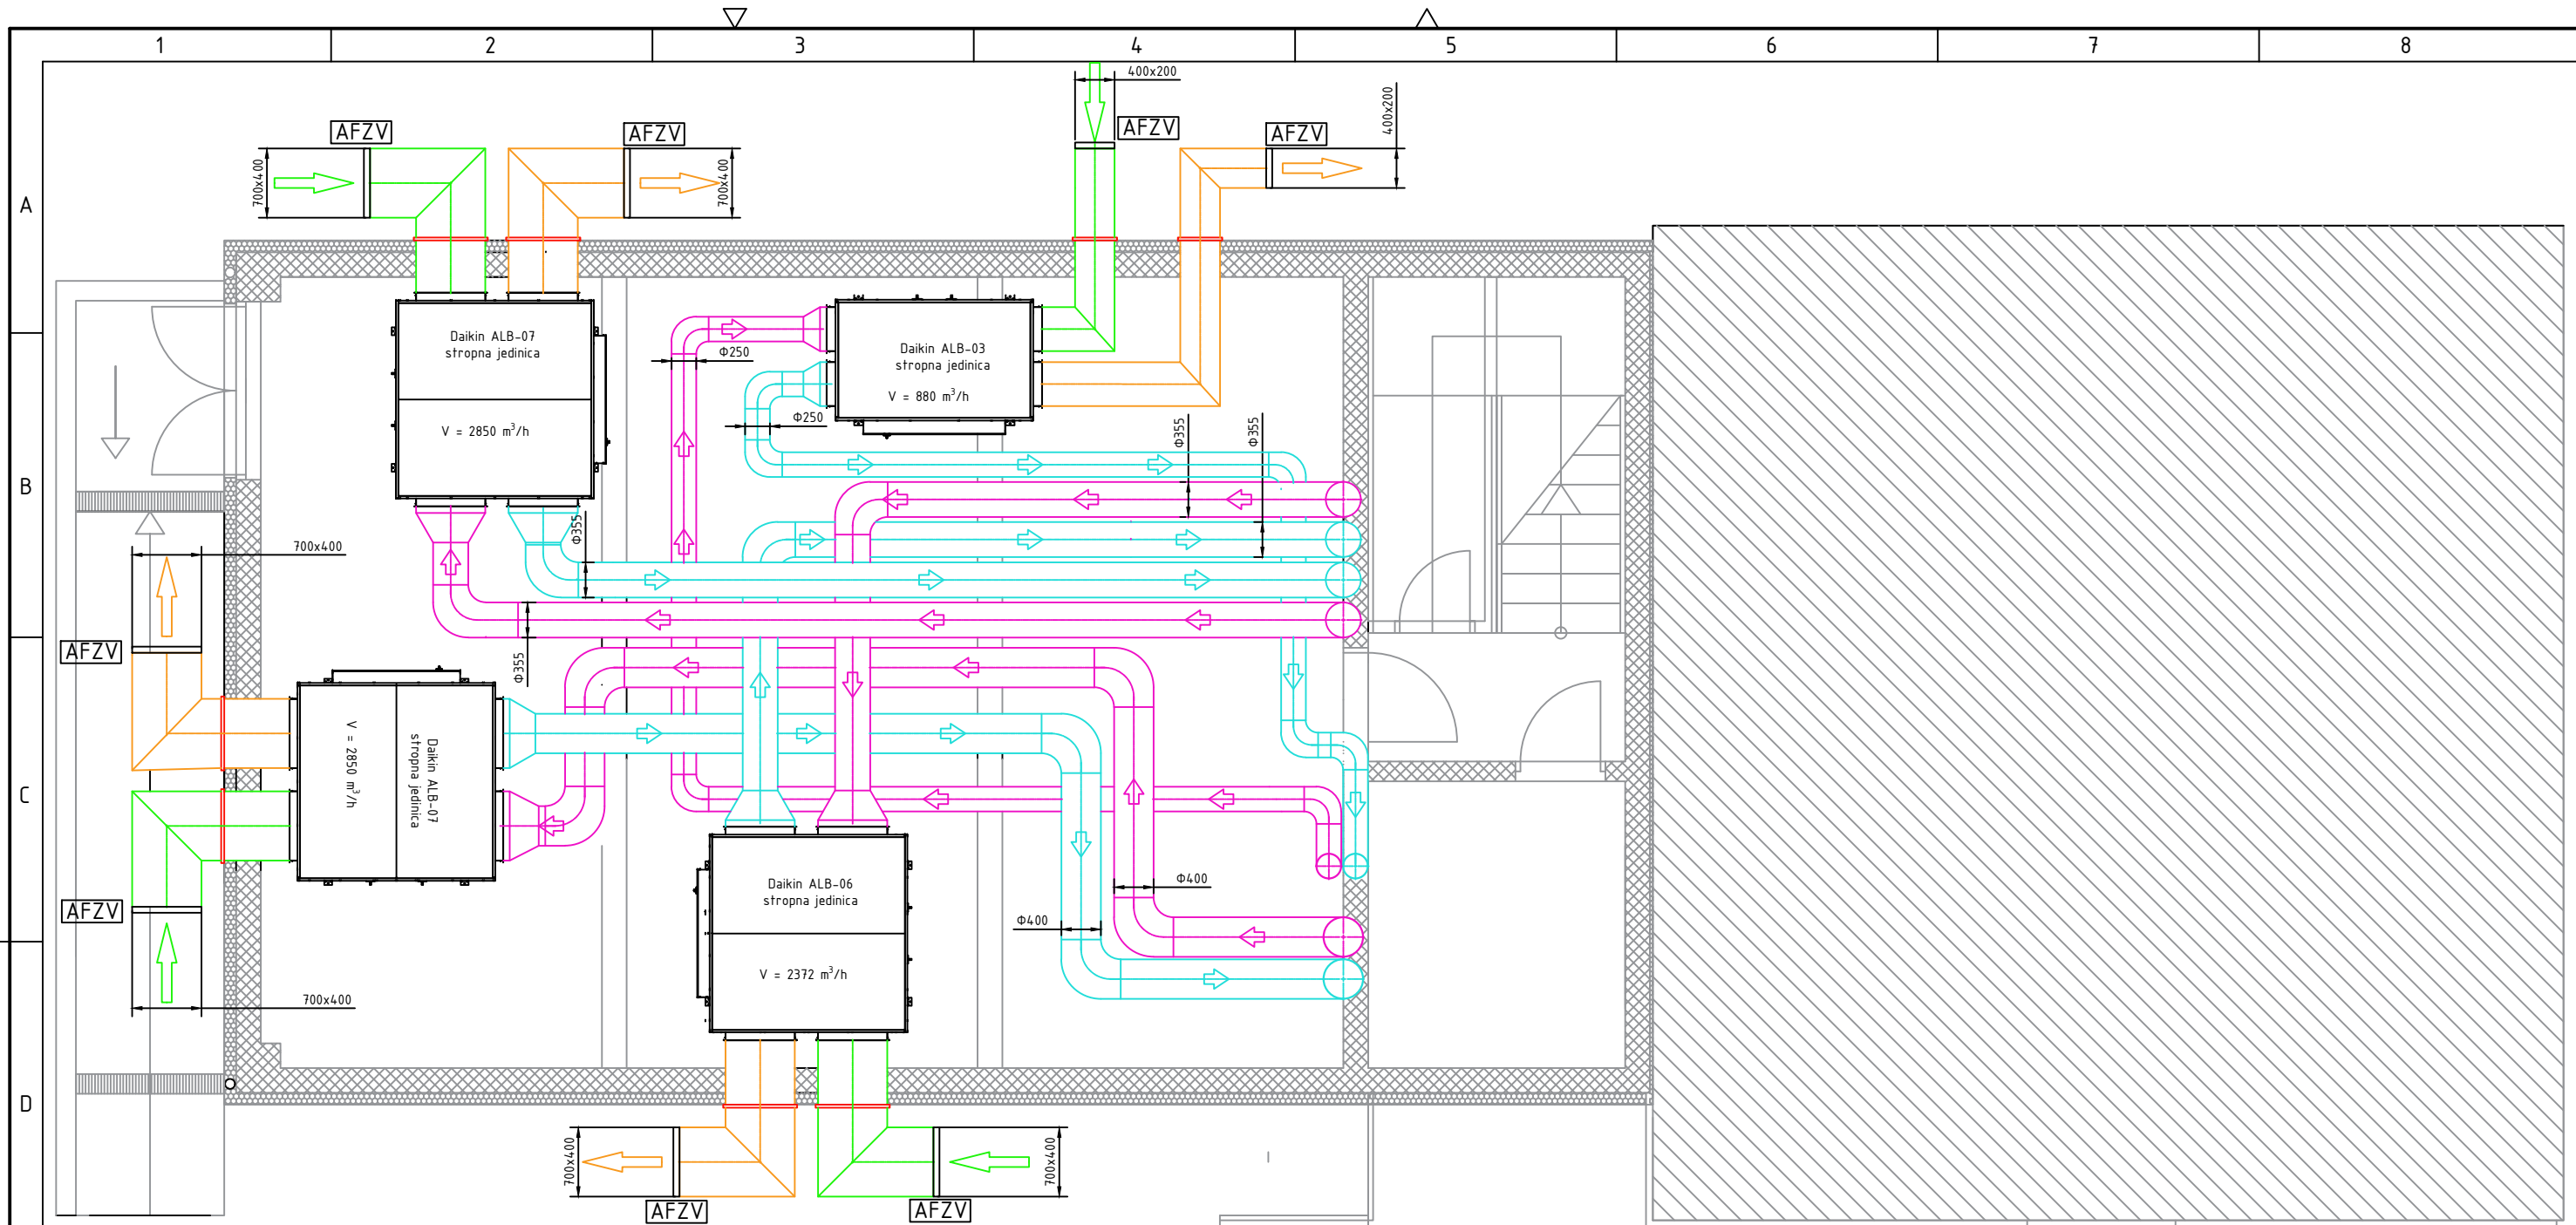 1
2
3
4
5
6
7
8
A
B
C
D
400x200
AFZV
AFZV
AFZV
AFZV
400x200
700x400
700x400
Daikin ALB-07
stropna jedinica
V = 2850 m³/h
Φ250
Daikin ALB-03
stropna jedinica
V = 880 m³/h
Φ250
Φ355
Φ355
Φ355
Φ355
700x400
AFZV
Daikin ALB-07
stropna jedinica
V = 2850 m³/h
AFZV
700x400
Daikin ALB-06
stropna jedinica
V = 2372 m³/h
Φ400
Φ400
700x400
700x400
AFZV
AFZV